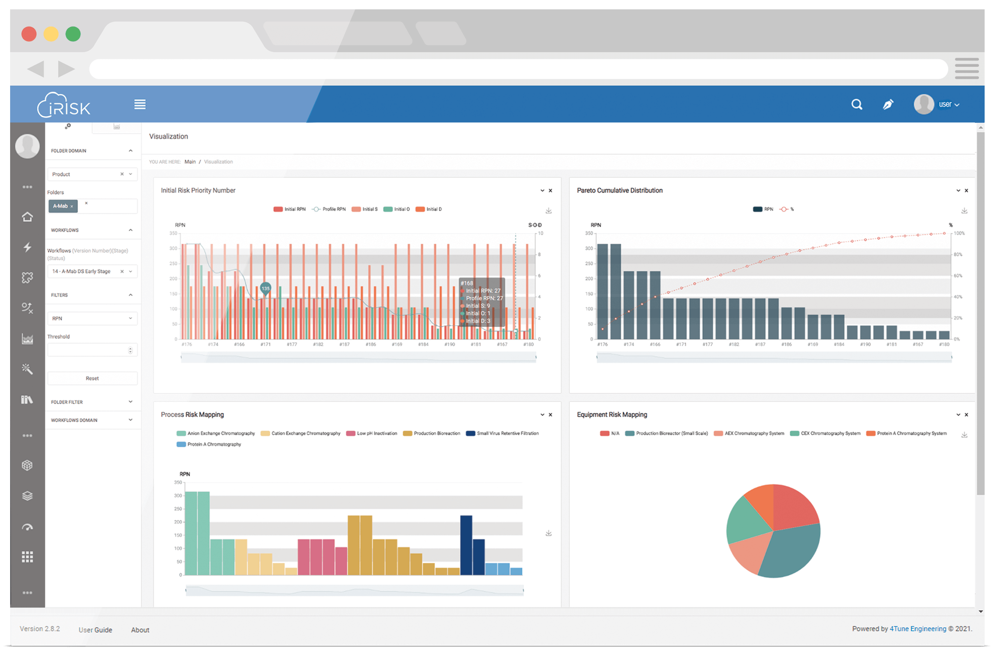 iRISK
user
FOLDER DOMAIN
Product
Folders
A-Mab ×
WORKFLOWS
Workflows (Version Number)(Stage)
(Status)
14 - A-Mab DS Early Stage
FILTERS
RPN
Threshold
Reset
FOLDER FILTER
WORKFLOWS DOMAIN
Visualization
YOU ARE HERE: Main / Visualization
Initial Risk Priority Number
Initial RPN Profile RPN Initial S Initial O Initial D
RPN S-O-D
350 10
300
8
250
200 6
150
4
100
2
50
0 0
135
#168
Initial RPN: 27
Profile RPN: 27
Initial S: 9
Initial O: 1
Initial D: 3
#176 #174 #166 #171 #177 #182 #187 #186 #169 #184 #190 #181 #167 #180
Pareto Cumulative Distribution
RPN %
RPN %
350 100%
300
80%
250
200 60%
150
40%
100
20%
50
0 0%
#176 #174 #166 #171 #177 #182 #187 #186 #169 #184 #190 #181 #167 #180
Process Risk Mapping
Anion Exchange Chromatography Cation Exchange Chromatography Low pH Inactivation Production Bioreaction Small Virus Retentive Filtration
Protein A Chromatography
RPN
350
300
250
200
150
100
50
0
Equipment Risk Mapping
N/A Production Bioreactor (Small Scale) AEX Chromatography System CEX Chromatography System Protein A Chromatography System
Version 2.8.2 User Guide About
Powered by 4Tune Engineering © 2021.